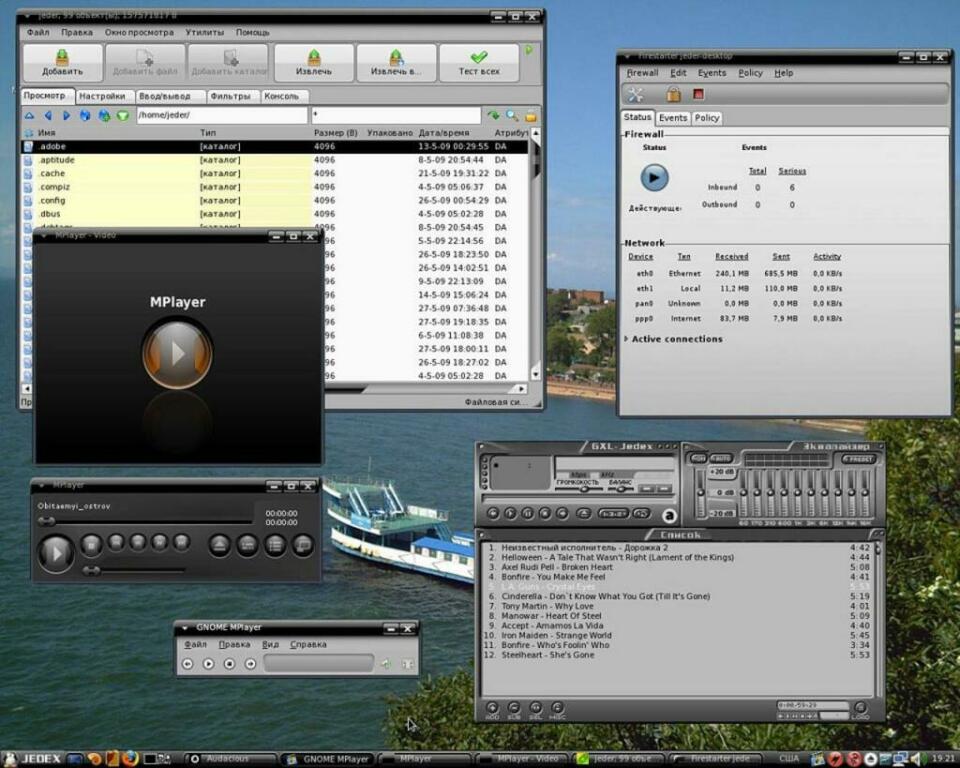 jeder; 99 объект(ы); 157571817 В
Файл Правка Окно просмотра Утилиты Помощь
Добавить Добавить файл Добавить каталог Извлечь Извлечь в... Тест всех
Просмотр Настройки Ввод/вывод Фильтры Консоль
/home/jeder/ *
Имя Тип Размер (В) Упаковано Дата/время Атрибут
.adobe [каталог] 4096 13-5-09 00:29:55 DA
.aptitude [каталог] 4096 8-5-09 20:54:44 DA
.cache [каталог] 4096 21-5-09 19:31:22 DA
.compiz [каталог] 4096 4-5-09 05:06:37 DA
.config [каталог] 4096 26-5-09 00:54:29 DA
.dbus [каталог] 4096 4-5-09 05:02:28 DA
[каталог] 4096 8-5-09 20:54:45 DA
96 5-5-09 22:14:56 DA
96 26-5-09 18:23:50 DA
96 26-5-09 14:02:51 DA
96 9-5-09 22:13:09 DA
96 14-5-09 15:06:24 DA
96 27-5-09 07:36:48 DA
96 27-5-09 19:18:35 DA
96 6-5-09 11:08:38 DA
96 27-5-09 18:00:11 DA
96 26-5-09 18:27:02 DA
96 4-5-09 05:02:28 DA
Пр Файловая си...
MPlayer - Video
MPlayer
MPlayer
Obitaemyi_ostrov
00:00:00
00:00:00
GNOME MPlayer
Файл Правка Вид Справка
Firestarter jeder-desktop
Firewall Edit Events Policy Help
Status Events Policy
Firewall
Status Events
Total Serious
Inbound 0 6
Outbound 0 0
Действующе:
Network
Device Тип Received Sent Activity
eth0 Ethernet 240,1 MB 685,5 MB 0,0 KB/s
eth1 Local 11,2 MB 110,0 MB 0,0 KB/s
pan0 Unknown 0,0 MB 0,0 MB 0,0 KB/s
ppp0 Internet 83,7 MB 7,9 MB 0,0 KB/s
Active connections
GXL-Jedex
kbps kHz
ГРОМКОСТЬ БАЛАНС
Эквалайзер
PRESET
+20 dB
0 dB
-20 dB
60 170 310 600 1K 3K 6K 12K 14K 16K
Список
1. Неизвестный исполнитель - Дорожка 2 4:42
2. Helloween - A Tale That Wasn't Right (Lament of the Kings) 4:44
3. Axel Rudi Pell - Broken Heart 5:08
4. Bonfire - You Make Me Feel 4:41
5. L.A. Guns - Crystal Eyes 5:53
6. Cinderella - Don`t Know What You Got (Till It's Gone) 5:19
7. Tony Martin - Why Love 4:01
8. Manowar - Heart Of Steel 5:09
9. Accept - Amamos La Vida 4:40
10. Iron Maiden - Strange World 5:45
11. Bonfire - Who's Foolin' Who 3:34
12. Steelheart - She's Gone 5:53
ADD SUB SEL MISC 0:00/59:29 LOAD
JEDEX Audacious GNOME MPlayer MPlayer MPlayer - Video jeder; 99 объе Firestarter jede США 19:21